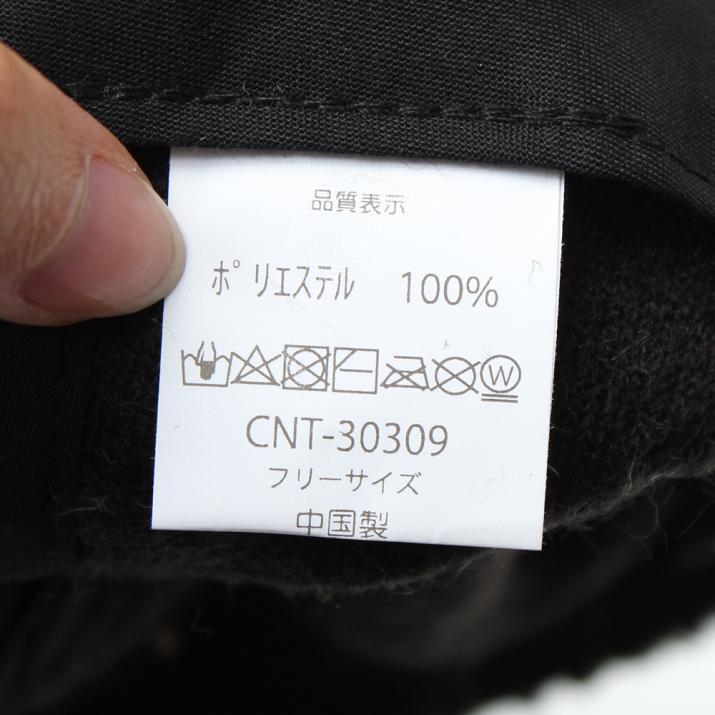 品質表示
ポリエステル 100%
W
CNT-30309
フリーサイズ
中国製